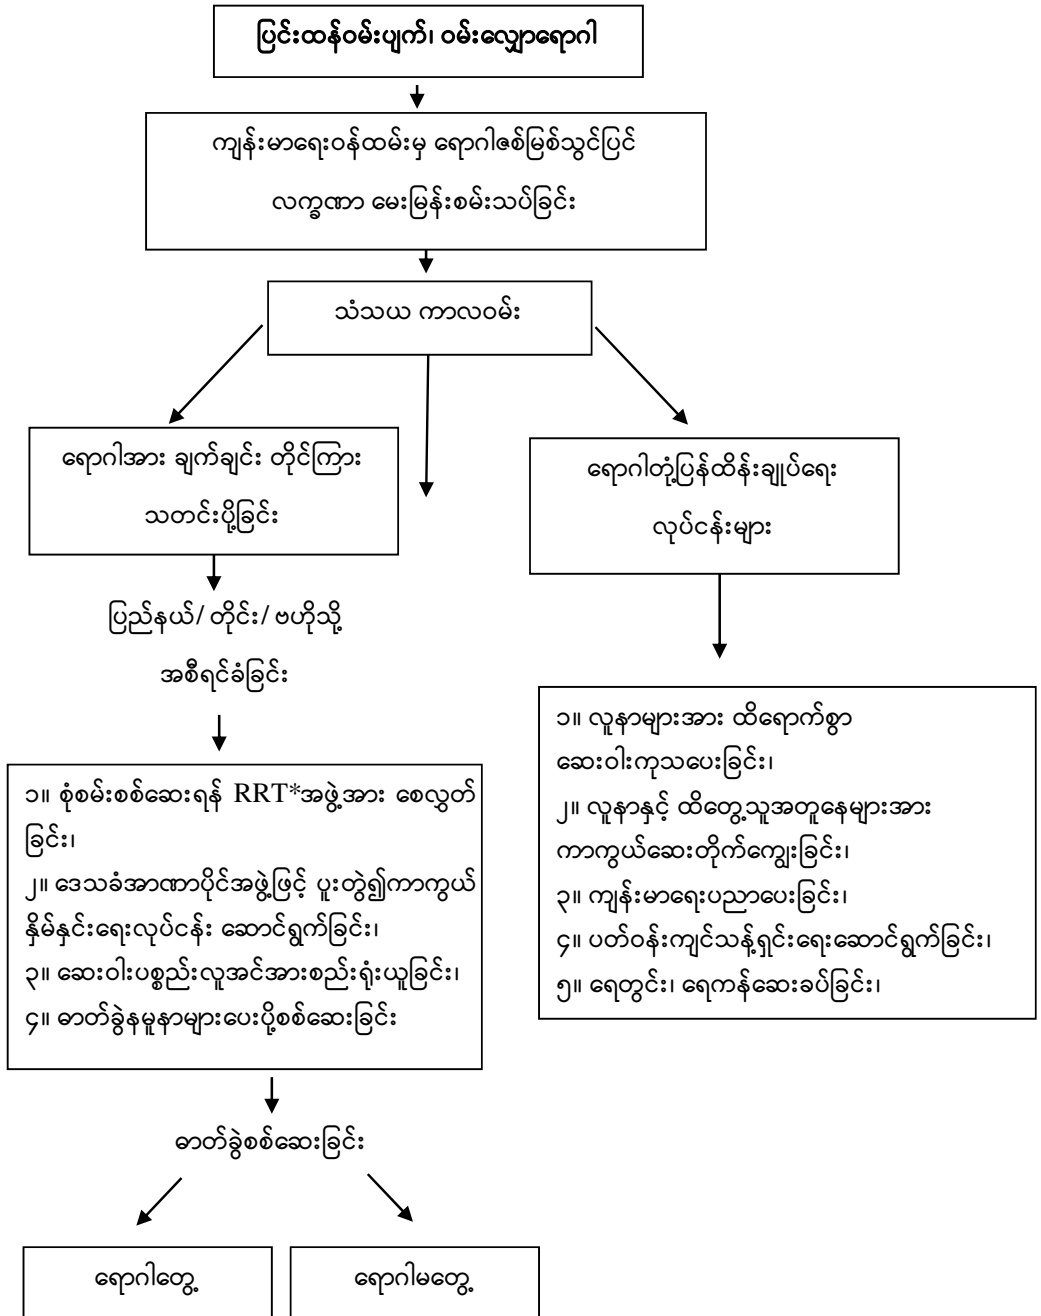 ပြင်းထန်ဝမ်းပျက်၊ ဝမ်းလျှောရောဂါ
ကျန်းမာရေးဝန်ထမ်းမှ ရောဂါဇစ်မြစ်သွင်ပြင်
လက္ခဏာ မေးမြန်းစမ်းသပ်ခြင်း
သံသယ ကာလဝမ်း
ရောဂါအား ချက်ချင်း တိုင်ကြား
သတင်းပို့ခြင်း
ပြည်နယ်/ တိုင်း/ ဗဟိုသို့
အစီရင်ခံခြင်း
၁။ စုံစမ်းစစ်ဆေးရန် RRT*အဖွဲ့အား စေလွှတ်
ခြင်း၊
၂။ ဒေသခံအာဏာပိုင်အဖွဲ့ဖြင့် ပူးတွဲ၍ကာကွယ်
နှိမ်နှင်းရေးလုပ်ငန်း ဆောင်ရွက်ခြင်း၊
၃။ ဆေးဝါးပစ္စည်းလူအင်အားစည်းရုံးယူခြင်း၊
၄။ ဓာတ်ခွဲနမူနာများပေးပို့စစ်ဆေးခြင်း
ဓာတ်ခွဲစစ်ဆေးခြင်း
ရောဂါတွေ့
ရောဂါမတွေ့
ရောဂါတုံ့ပြန်ထိန်းချုပ်ရေး
လုပ်ငန်းများ
၁။ လူနာများအား ထိရောက်စွာ
ဆေးဝါးကုသပေးခြင်း၊
၂။ လူနာနှင့် ထိတွေ့သူအတူနေများအား
ကာကွယ်ဆေးတိုက်ကျွေးခြင်း၊
၃။ ကျန်းမာရေးပညာပေးခြင်း၊
၄။ ပတ်ဝန်းကျင်သန့်ရှင်းရေးဆောင်ရွက်ခြင်း၊
၅။ ရေတွင်း၊ ရေကန်ဆေးခပ်ခြင်း၊